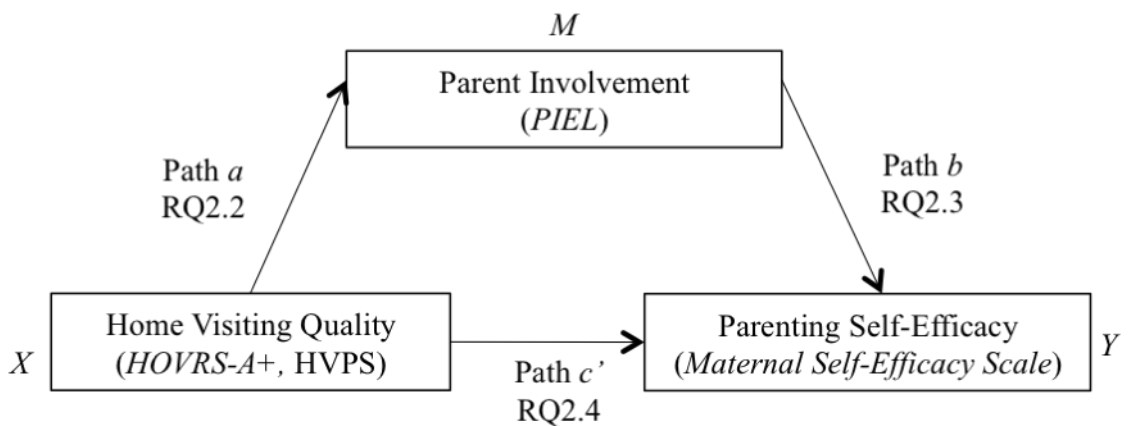 M
Parent Involvement
(PIEL)
Path a
RQ2.2
Path b
RQ2.3
X
Home Visiting Quality
(HOVRS-A+, HVPS)
Path c’
RQ2.4
Parenting Self-Efficacy
(Maternal Self-Efficacy Scale)
Y